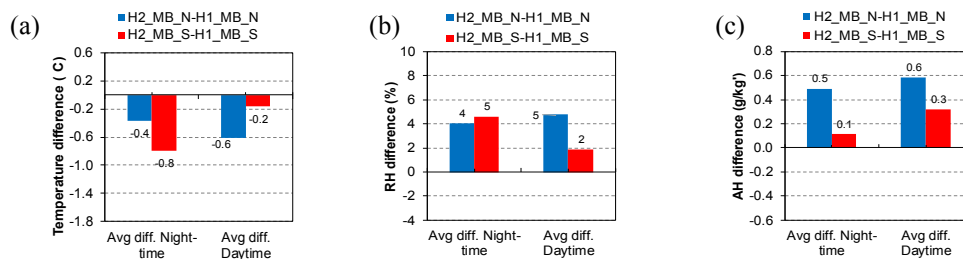 (a)
H2_MB_N-H1_MB_N
H2_MB_S-H1_MB_S
Temperature difference ( C)
0.6
0.2
-0.2
-0.6
-1.0
-1.4
-1.8
-0.4
-0.8
-0.6
-0.2
Avg diff. Night-
time
Avg diff.
Daytime
(b)
H2_MB_N-H1_MB_N
H2_MB_S-H1_MB_S
RH difference (%)
10
8
6
4
2
0
-2
-4
4
5
5
2
Avg diff. Night-
time
Avg diff.
Daytime
(c)
H2_MB_N-H1_MB_N
H2_MB_S-H1_MB_S
AH difference (g/kg')
0.8
0.6
0.4
0.2
0.0
-0.2
-0.4
-0.6
0.5
0.1
0.6
0.3
Avg diff. Night-
time
Avg diff.
Daytime